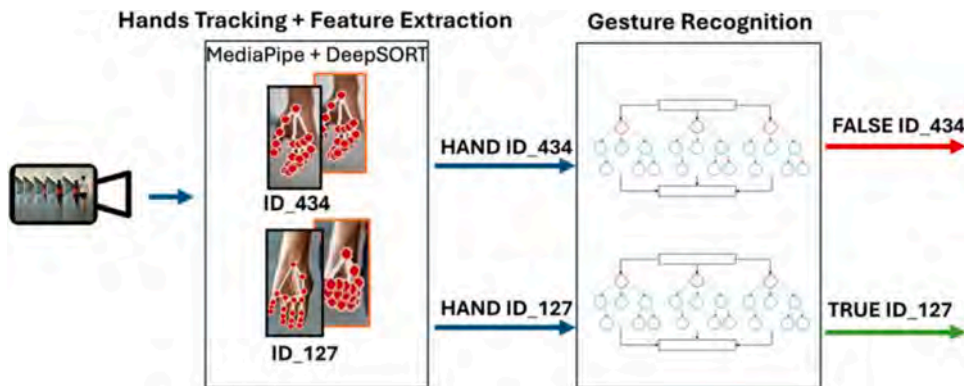 Hands Tracking + Feature Extraction
Gesture Recognition
MediaPipe + DeepSORT
ID_434
ID_127
HAND ID_434
HAND ID_127
FALSE ID_434
TRUE ID_127